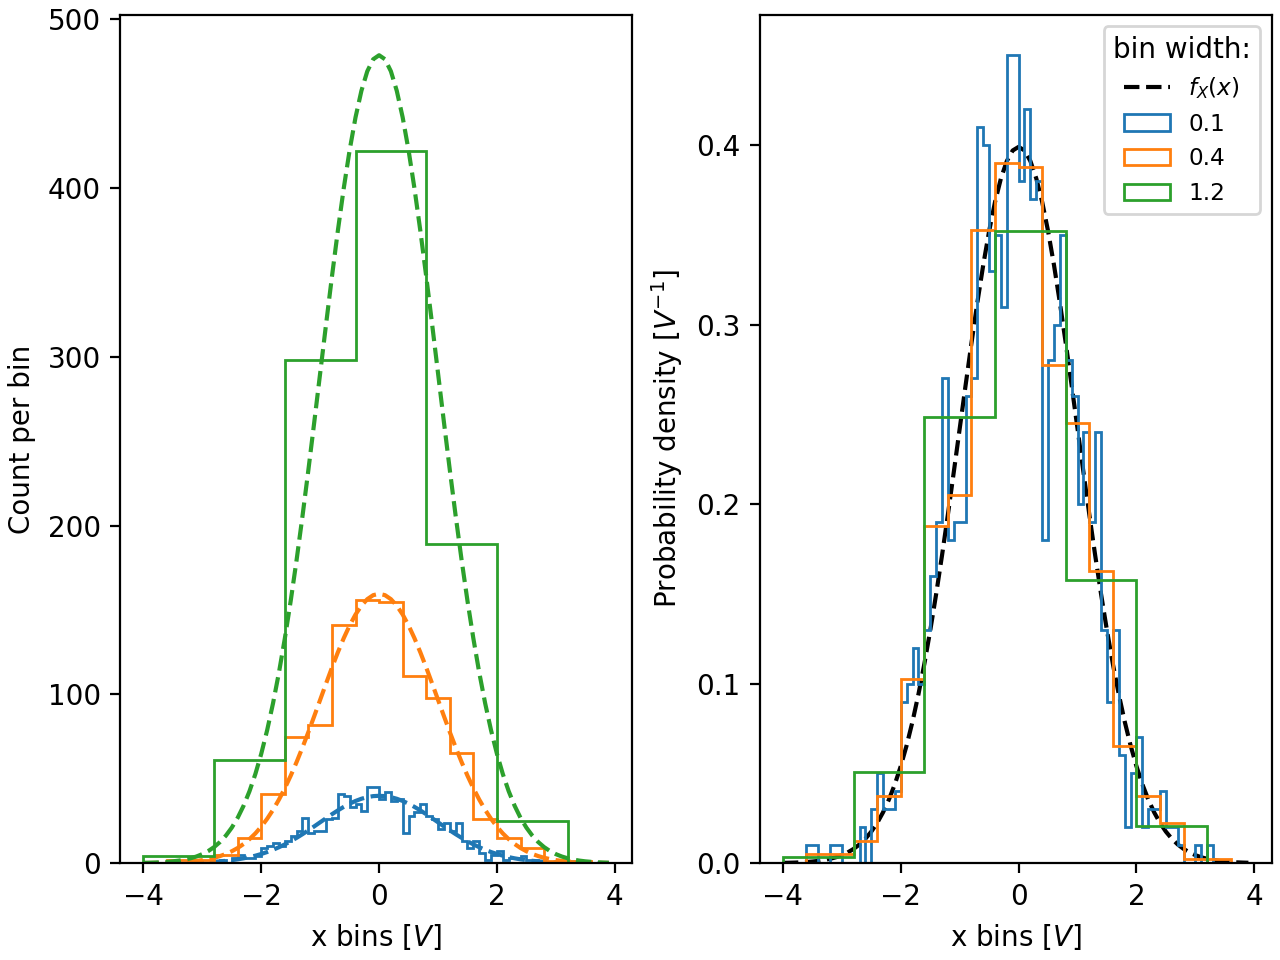 500
400
300
200
100
0
Count per bin
−4 −2 0 2 4
x bins [V]
0.4
0.3
0.2
0.1
0.0
Probability density [V⁻¹]
−4 −2 0 2 4
x bins [V]
bin width:
f_X(x)
0.1
0.4
1.2